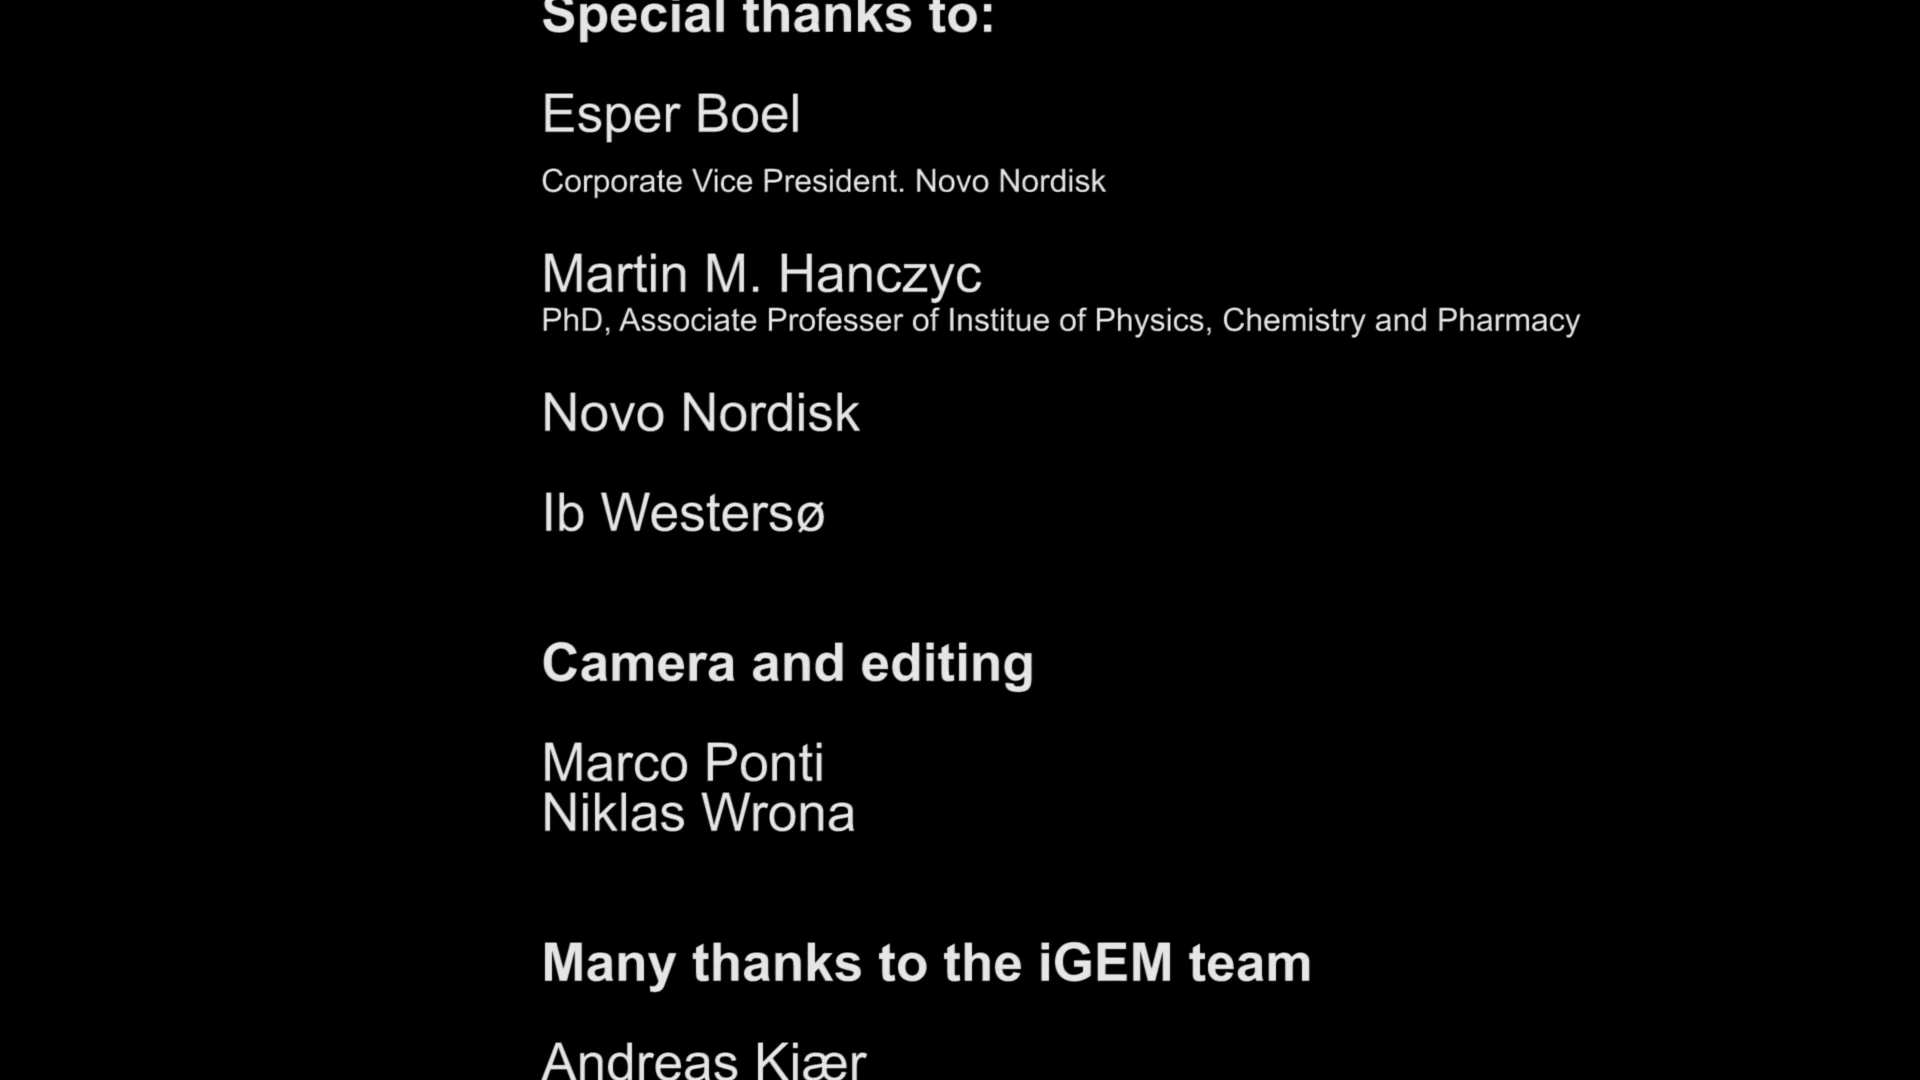 Special thanks to:
Esper Boel
Corporate Vice President. Novo Nordisk
Martin M. Hanczyc
PhD, Associate Professer of Institue of Physics, Chemistry and Pharmacy
Novo Nordisk
Ib Westersø
Camera and editing
Marco Ponti
Niklas Wrona
Many thanks to the iGEM team
Andreas Kjær